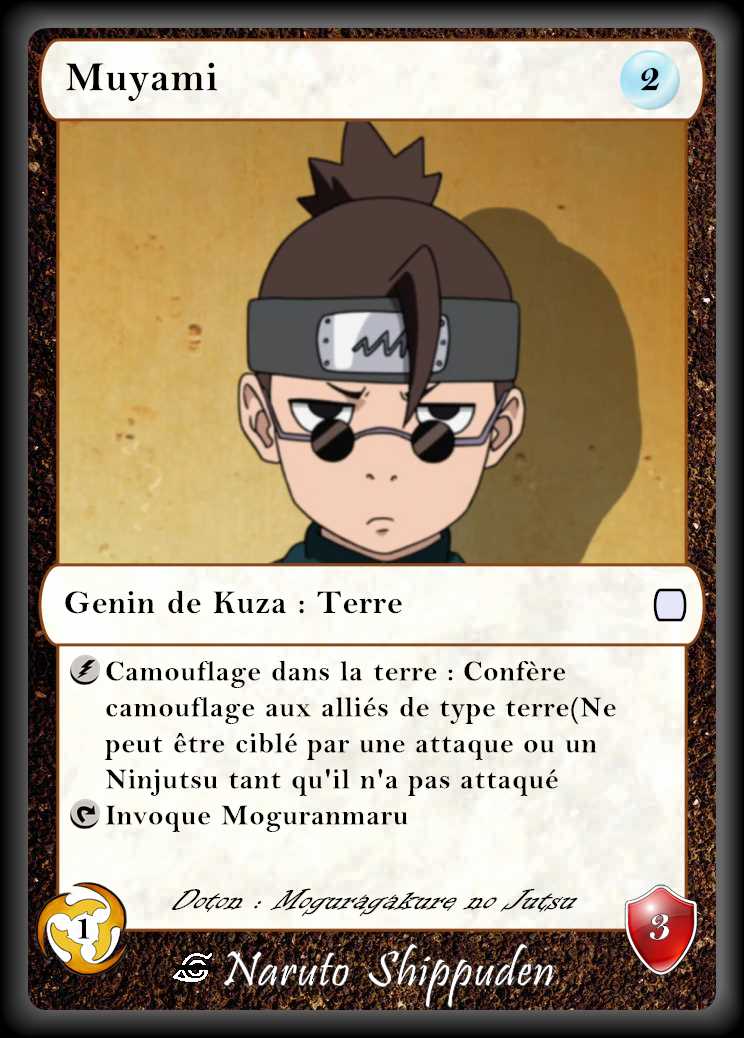 Muyami
2
Genin de Kuza : Terre
Camouflage dans la terre : Confère
camouflage aux alliés de type terre(Ne
peut être ciblé par une attaque ou un
Ninjutsu tant qu'il n'a pas attaqué
Invoque Moguranmaru
Doton : Moguragakure no Jutsu
1
3
Naruto Shippuden